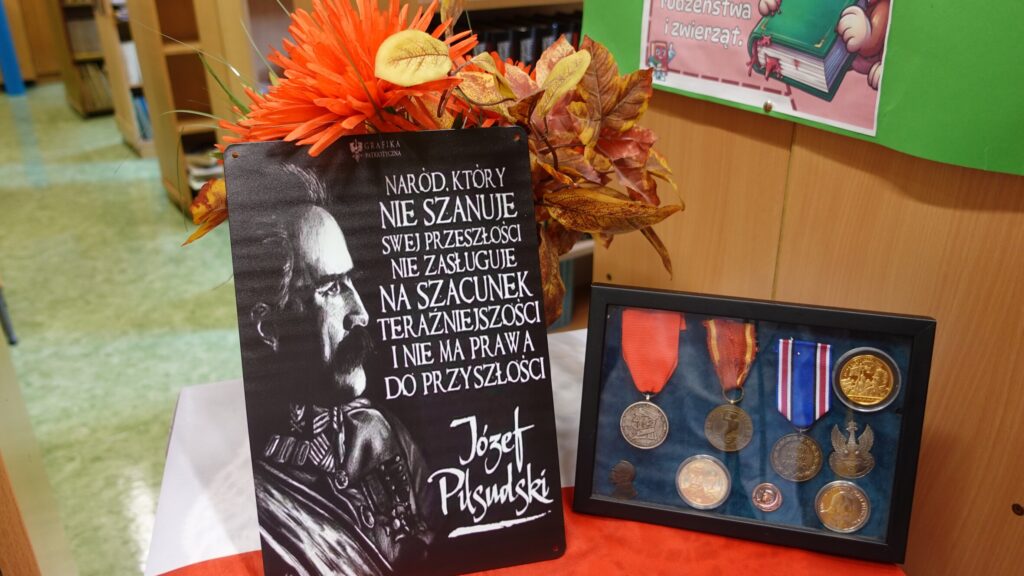 rodzeństwa
i zwierząt.
GRAFIKA
PATRIOTYCZNA
NARÓD, KTÓRY
NIE SZANUJE
SWEJ PRZESZŁOŚCI
NIE ZASŁUGUJE
NA SZACUNEK
TERAŹNIEJSZOŚCI
I NIE MA PRAWA
DO PRZYSZŁOŚCI
Józef
Piłsudski